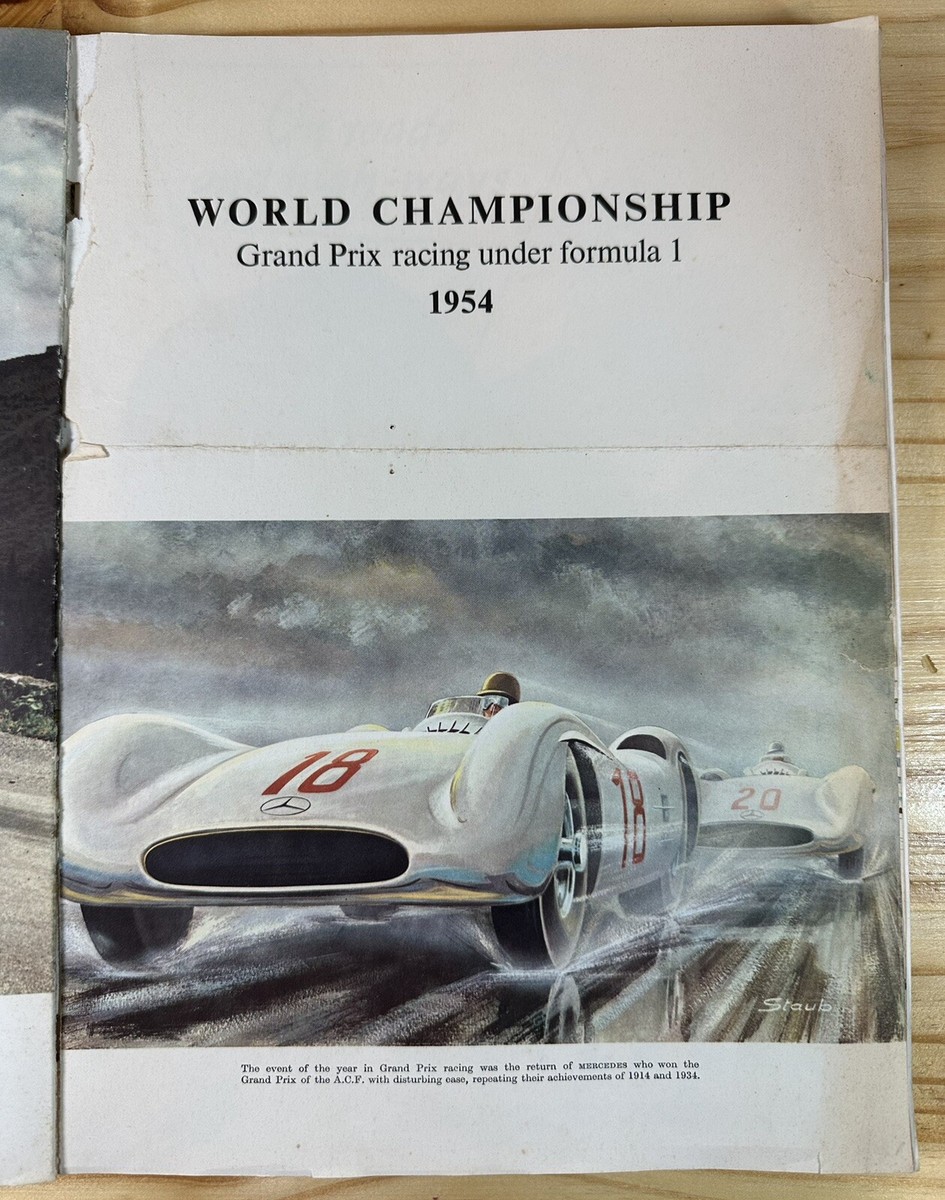 WORLD CHAMPIONSHIP
Grand Prix racing under formula 1
1954
18
18
20
Staub
The event of the year in Grand Prix racing was the return of MERCEDES who won the
Grand Prix of the A.C.F. with disturbing ease, repeating their achievements of 1914 and 1934.